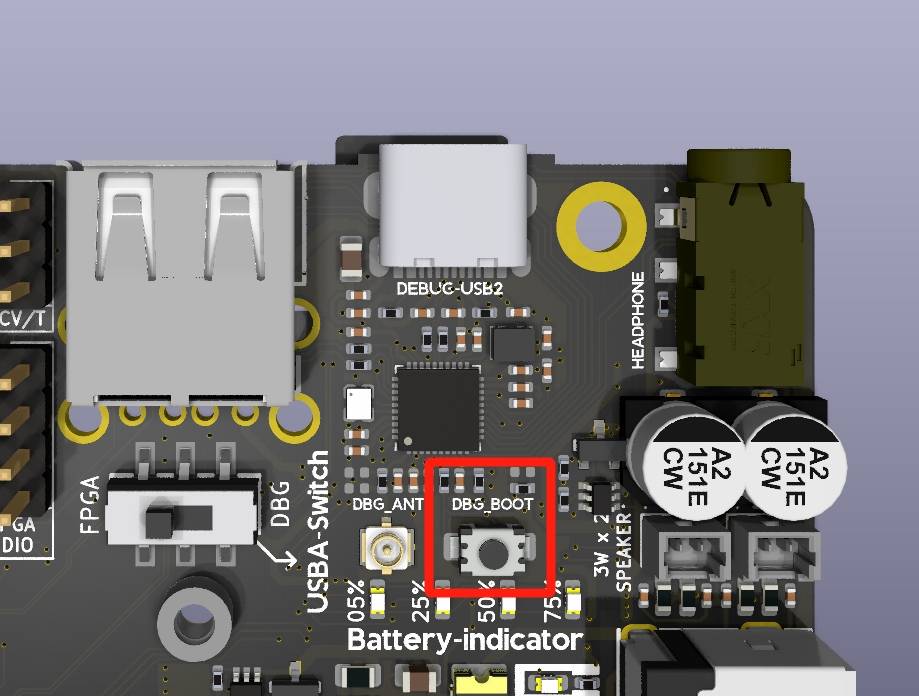 DEBUG-USB2
HEADPHONE
CV/T
A2
151E
CW
A2
151E
CW
FPGA
DBG
USBA-Switch
DBG_ANT
DBG_BOOT
GA
DIO
3W x 2
SPEAKER
05%
25%
50%
75%
Battery-indicator